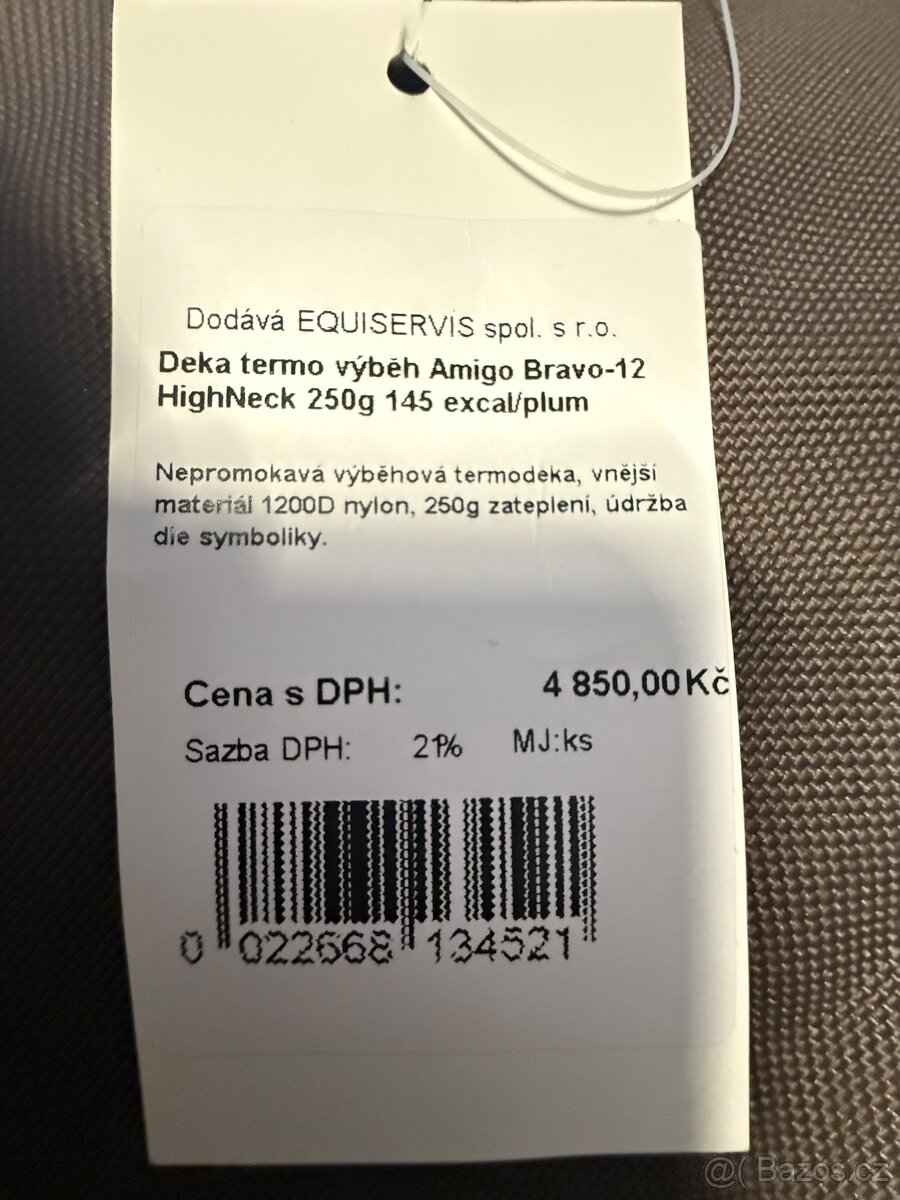 Dodává EQUISERVIS spol. s r.o.
Deka termo výběh Amigo Bravo-12
HighNeck 250g 145 excal/plum
Nepromokavá výběhová termodeka, vnější
materiál 1200D nylon, 250g zateplení, údržba
dle symboliky.
Cena s DPH: 4 850,00Kč
Sazba DPH: 21% MJ:ks
0 022668 134521
@( Bazos.cz